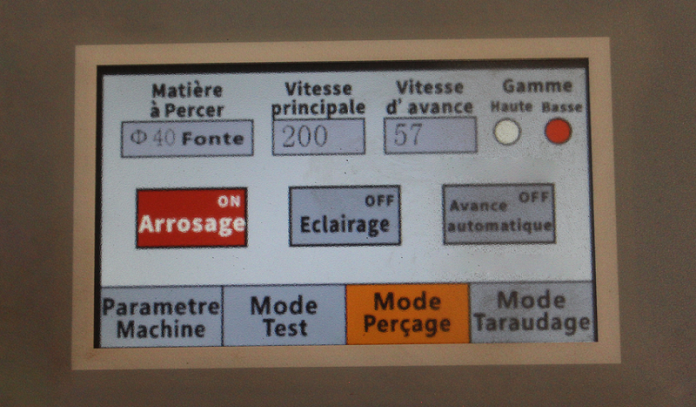 Matière
à Percer
Vitesse
principale
Vitesse
d' avance
Gamme
Haute Basse
Φ 40 Fonte
200
57
ON
Arrosage
OFF
Eclairage
OFF
Avance
automatique
Parametre
Machine
Mode
Test
Mode
Perçage
Mode
Taraudage